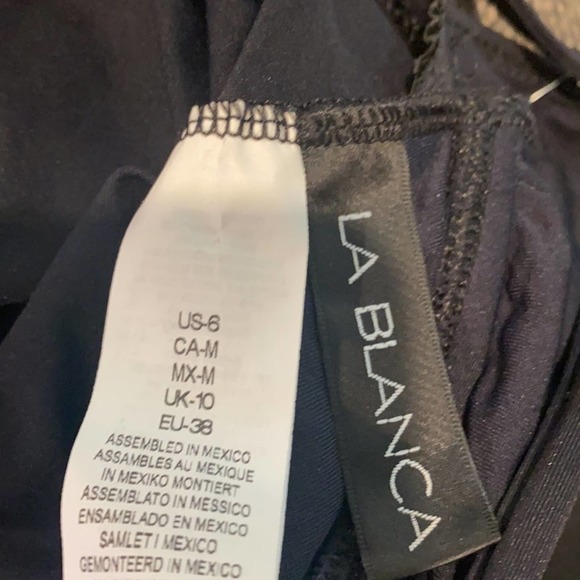 US-6
CA-M
MX-M
UK-10
EU-38
ASSEMBLED IN MEXICO
ASSAMBLES AU MEXIQUE
IN MEXIKO MONTIERT
ASSEMBLATO IN MESSICO
ENSAMBLADO EN MEXICO
SAMLET I MEXICO
GEMONTEERD IN MEXICO
LA BLANCA